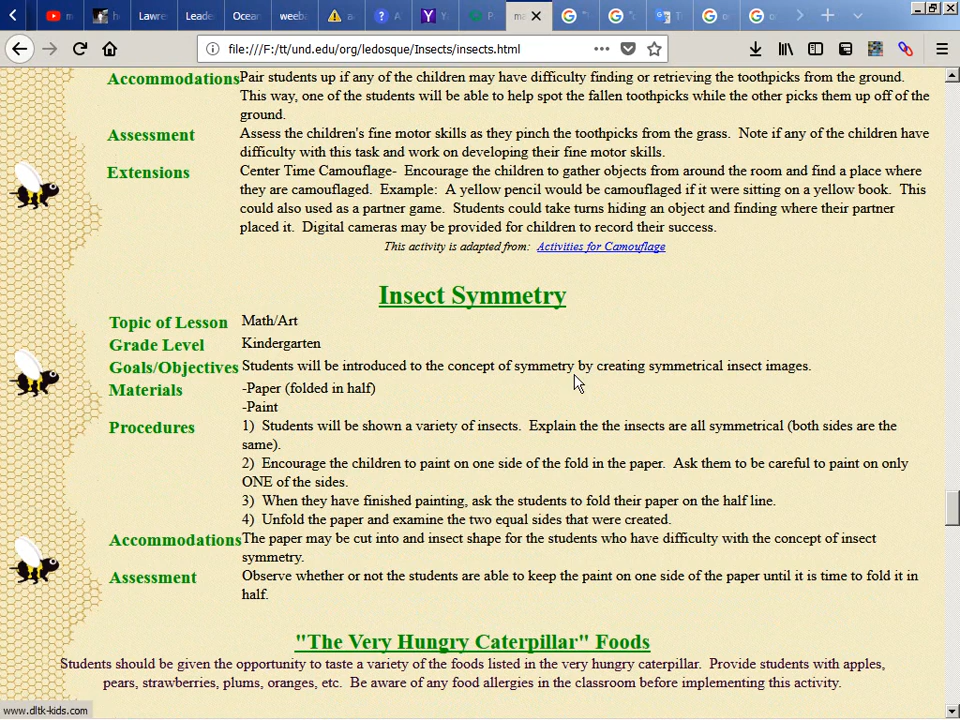 Lawre
Leade
Ocear
weeba
a
A
Y
P
ma
"
"
T
o
o
file:///F:/tt/und.edu/org/ledosque/Insects/insects.html
Accommodations Pair students up if any of the children may have difficulty finding or retrieving the toothpicks from the ground.
This way, one of the students will be able to help spot the fallen toothpicks while the other picks them up off of the
ground.
Assessment Assess the children's fine motor skills as they pinch the toothpicks from the grass. Note if any of the children have
difficulty with this task and work on developing their fine motor skills.
Extensions Center Time Camouflage- Encourage the children to gather objects from around the room and find a place where
they are camouflaged. Example: A yellow pencil would be camouflaged if it were sitting on a yellow book. This
could also used as a partner game. Students could take turns hiding an object and finding where their partner
placed it. Digital cameras may be provided for children to record their success.
This activity is adapted from: Activities for Camouflage
Insect Symmetry
Topic of Lesson Math/Art
Grade Level Kindergarten
Goals/Objectives Students will be introduced to the concept of symmetry by creating symmetrical insect images.
Materials -Paper (folded in half)
-Paint
Procedures 1) Students will be shown a variety of insects. Explain the the insects are all symmetrical (both sides are the
same).
2) Encourage the children to paint on one side of the fold in the paper. Ask them to be careful to paint on only
ONE of the sides.
3) When they have finished painting, ask the students to fold their paper on the half line.
4) Unfold the paper and examine the two equal sides that were created.
Accommodations The paper may be cut into and insect shape for the students who have difficulty with the concept of insect
symmetry.
Assessment Observe whether or not the students are able to keep the paint on one side of the paper until it is time to fold it in
half.
"The Very Hungry Caterpillar" Foods
Students should be given the opportunity to taste a variety of the foods listed in the very hungry caterpillar. Provide students with apples,
pears, strawberries, plums, oranges, etc. Be aware of any food allergies in the classroom before implementing this activity.
www.dltk-kids.com